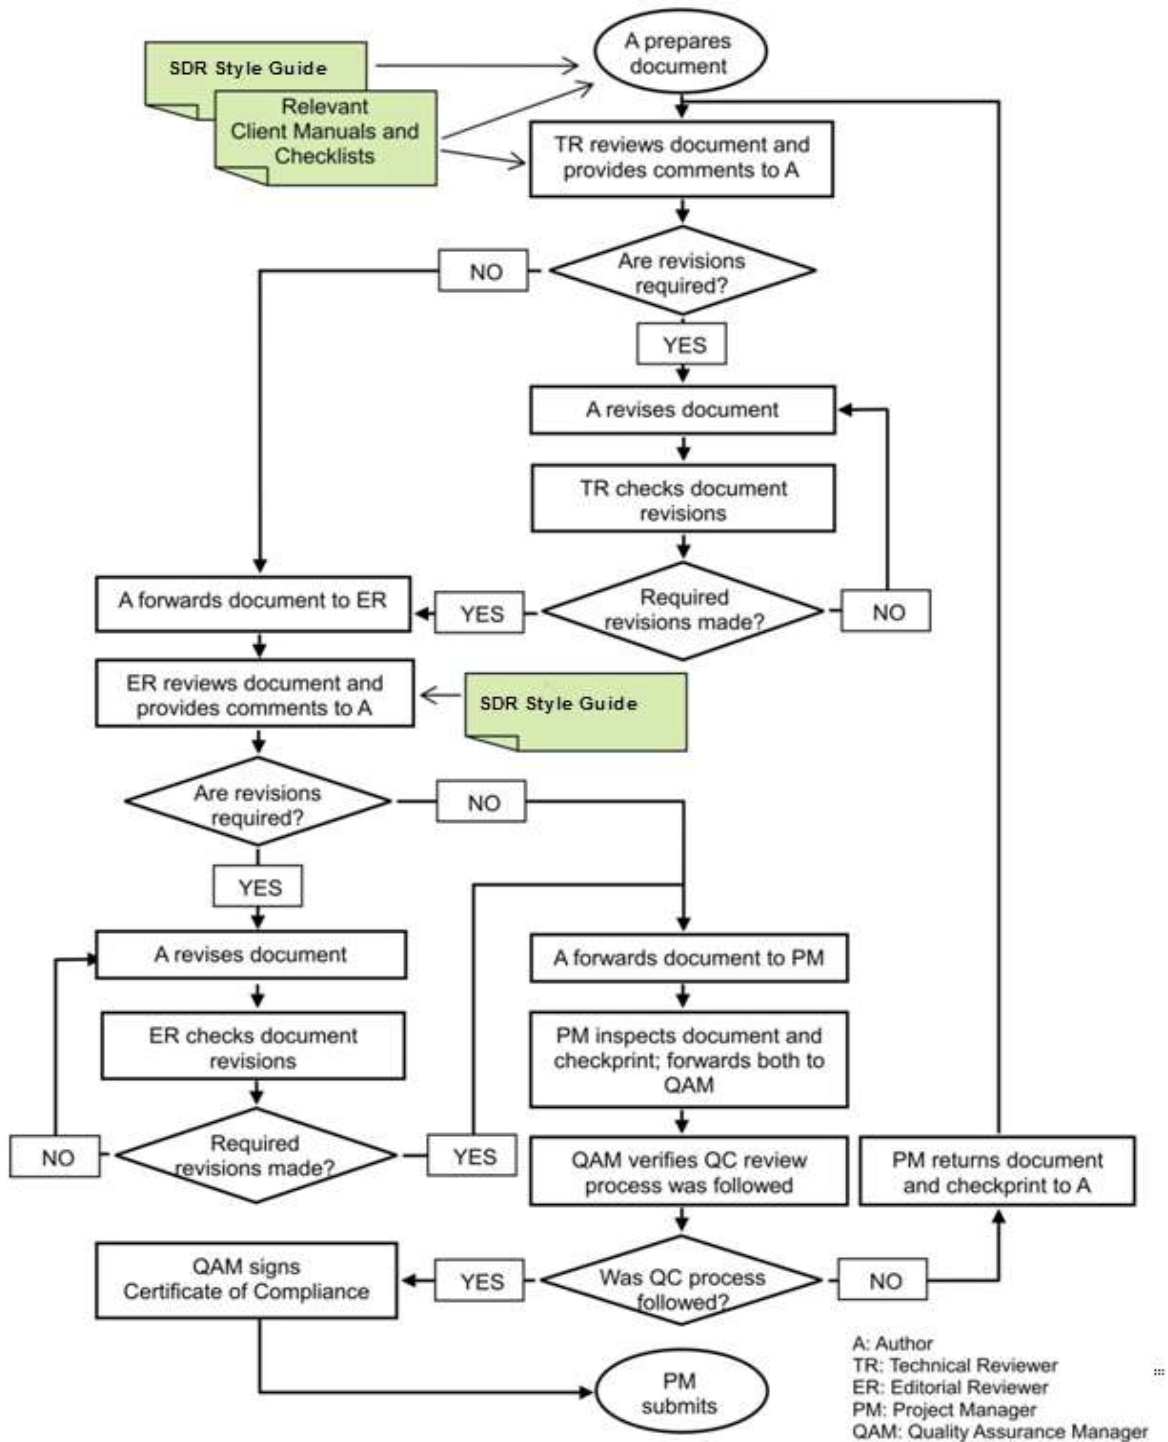 A prepares
document
SDR Style Guide
Relevant
Client Manuals and
Checklists
TR reviews document and
provides comments to A
Are revisions
required?
NO
YES
A revises document
TR checks document
revisions
Required
revisions made?
NO
YES
A forwards document to ER
ER reviews document and
provides comments to A
SDR Style Guide
Are revisions
required?
NO
YES
A revises document
ER checks document
revisions
Required
revisions made?
NO
YES
A forwards document to PM
PM inspects document and
checkprint; forwards both to
QAM
QAM verifies QC review
process was followed
PM returns document
and checkprint to A
Was QC process
followed?
NO
YES
QAM signs
Certificate of Compliance
PM
submits
A: Author
TR: Technical Reviewer
ER: Editorial Reviewer
PM: Project Manager
QAM: Quality Assurance Manager